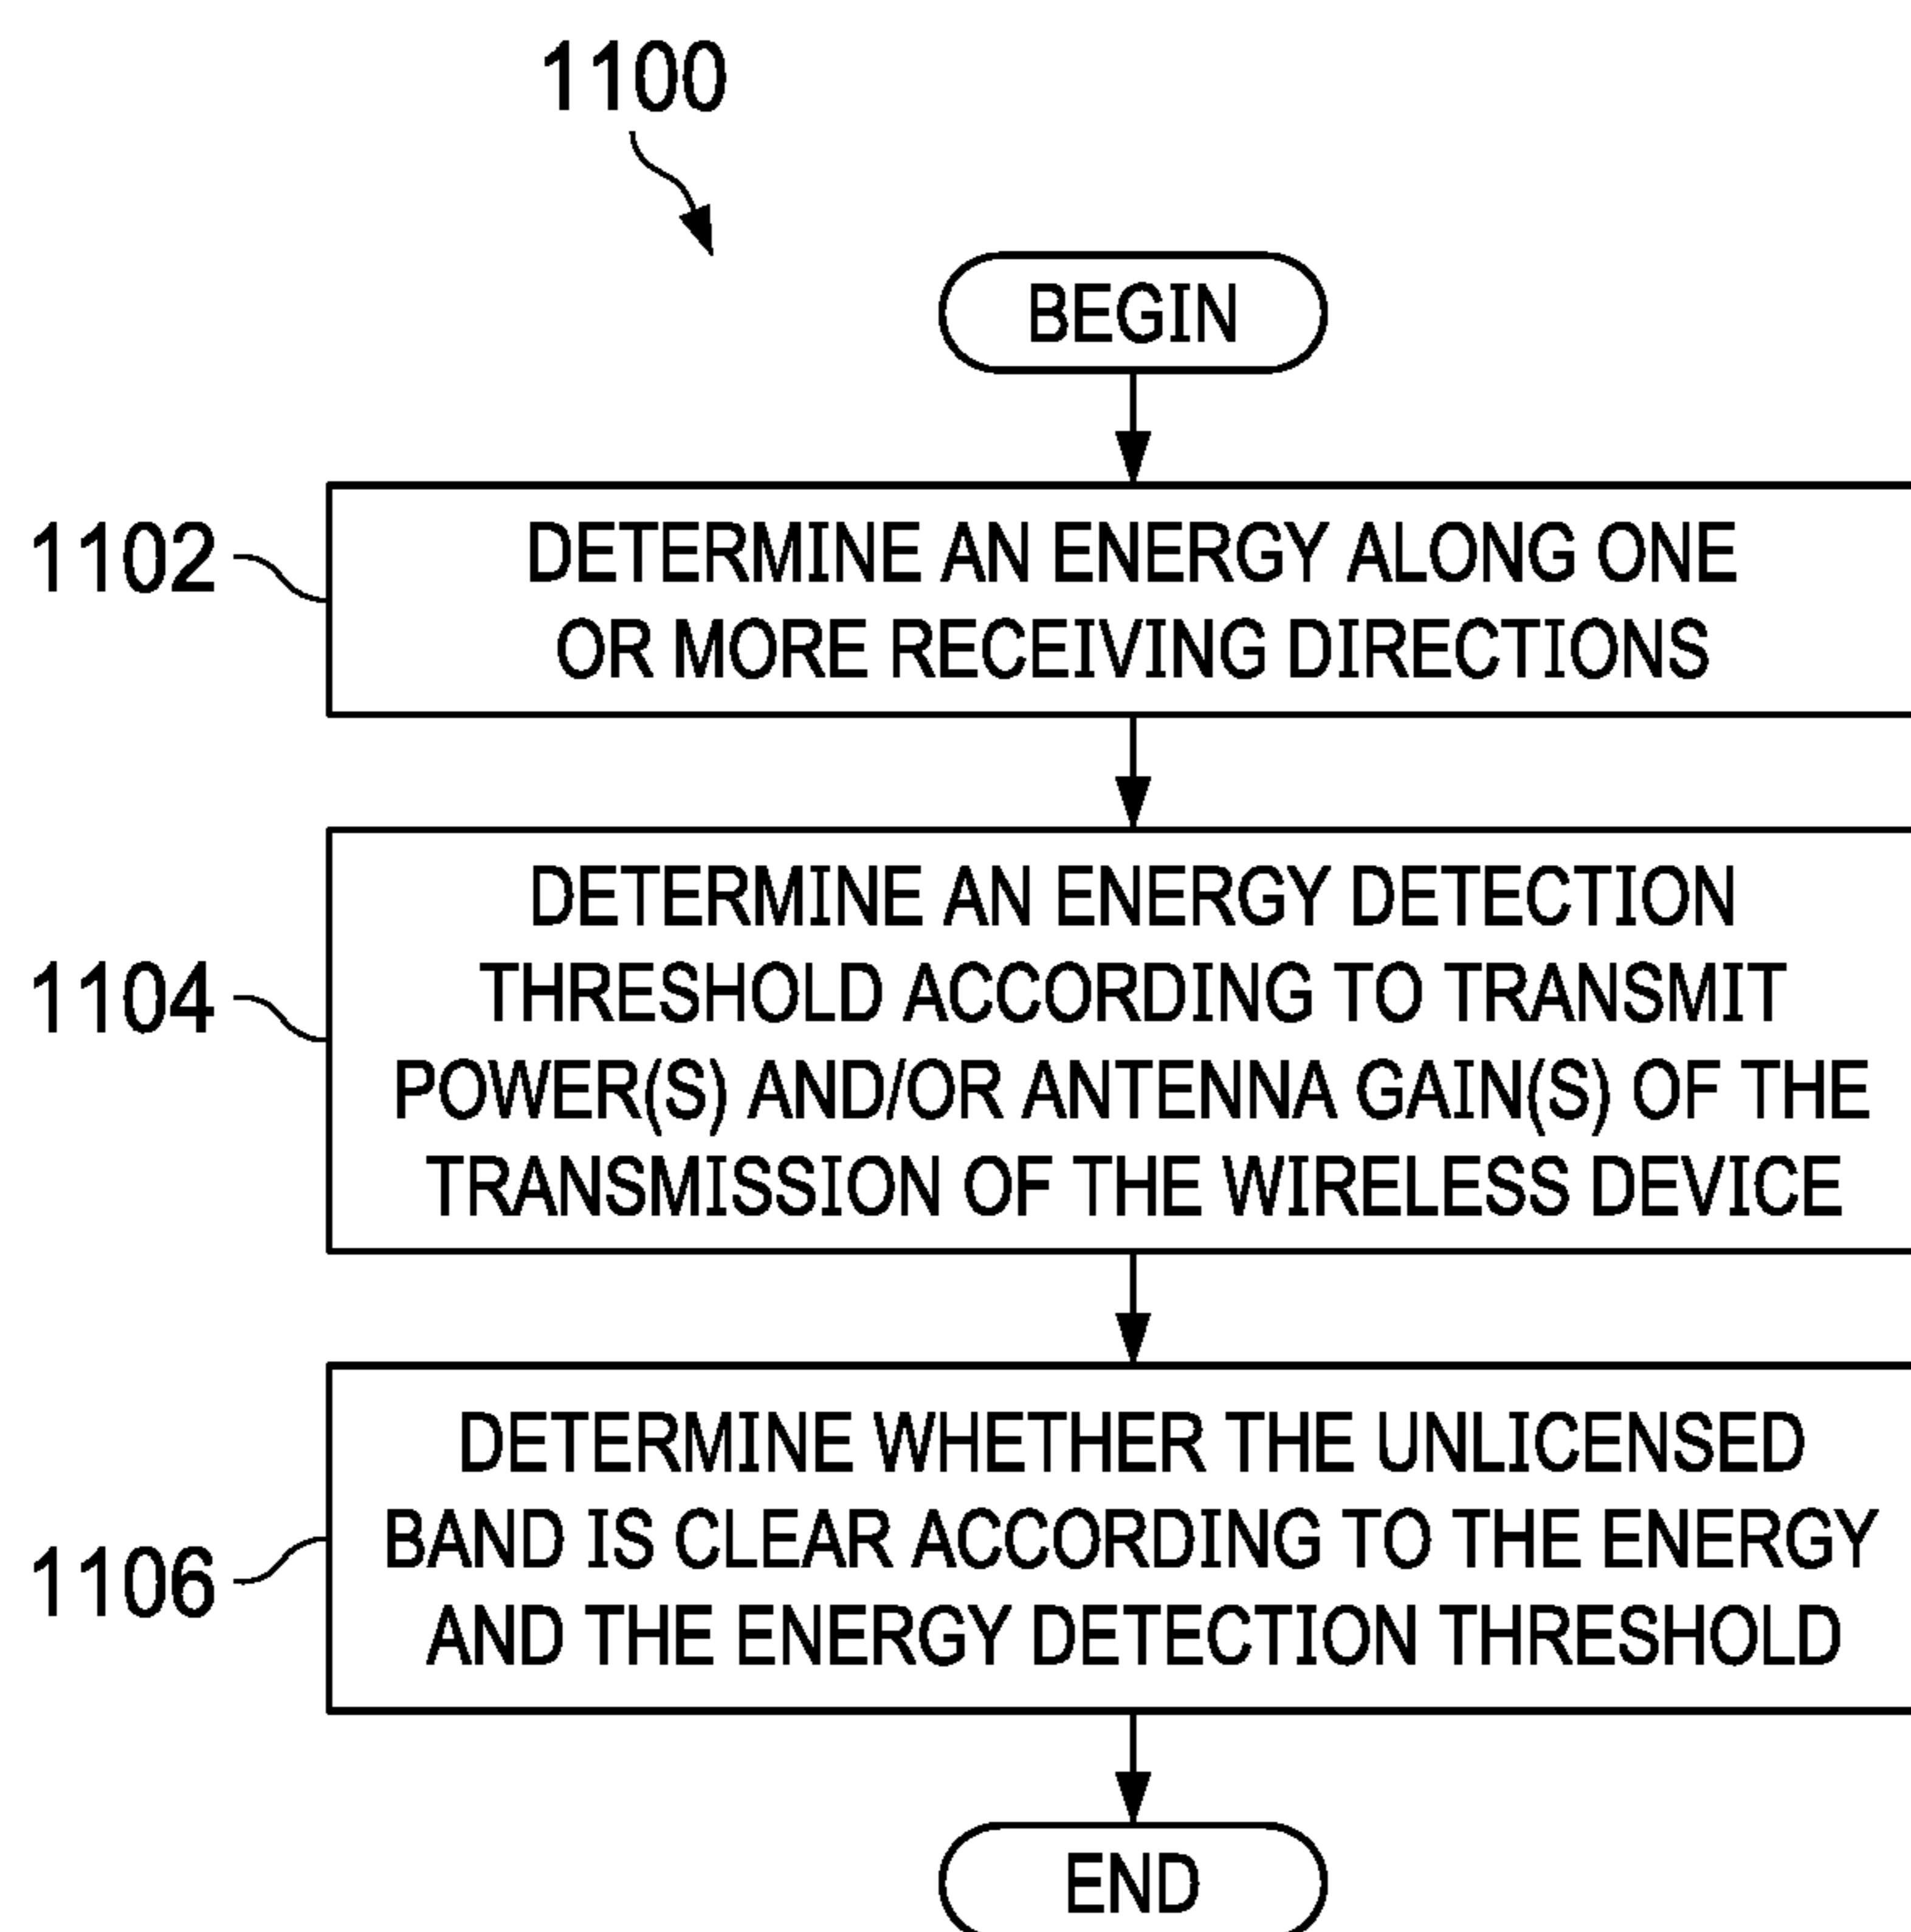 1100
BEGIN
1102
DETERMINE AN ENERGY ALONG ONE
OR MORE RECEIVING DIRECTIONS
1104
DETERMINE AN ENERGY DETECTION
THRESHOLD ACCORDING TO TRANSMIT
POWER(S) AND/OR ANTENNA GAIN(S) OF THE
TRANSMISSION OF THE WIRELESS DEVICE
1106
DETERMINE WHETHER THE UNLICENSED
BAND IS CLEAR ACCORDING TO THE ENERGY
AND THE ENERGY DETECTION THRESHOLD
END